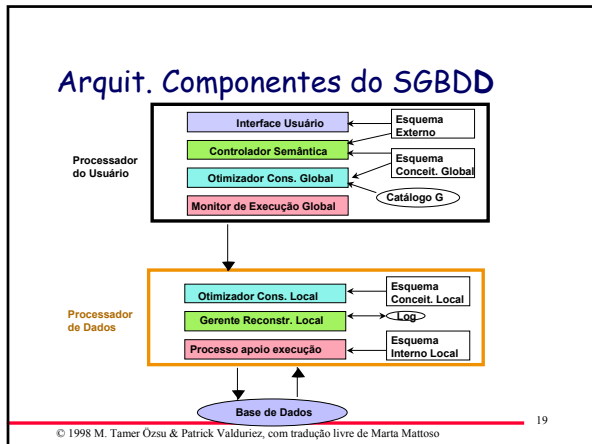 Arquit. Componentes do SGBDD
Interface Usuário
Esquema
Externo
Controlador Semântica
Processador
do Usuário
Esquema
Conceit. Global
Otimizador Cons. Global
Catálogo G
Monitor de Execução Global
Processador
de Dados
Otimizador Cons. Local
Esquema
Conceit. Local
Gerente Reconstr. Local
Log
Processo apoio execução
Esquema
Interno Local
Base de Dados
19
© 1998 M. Tamer Özsu & Patrick Valduriez, com tradução livre de Marta Mattoso